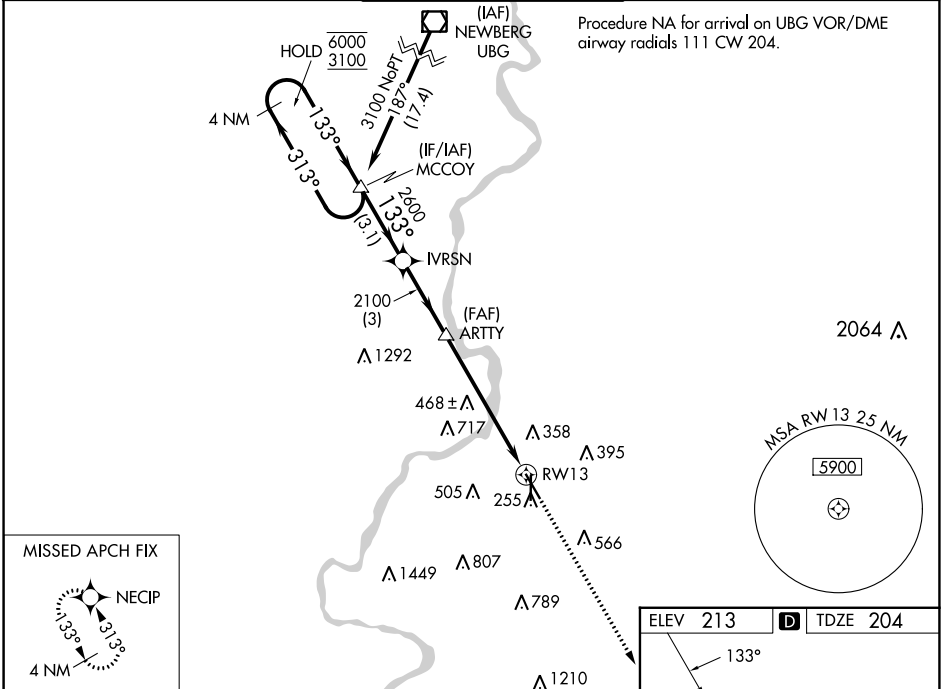 (IAF)
NEWBERG
UBG
Procedure NA for arrival on UBG VOR/DME
airway radials 111 CW 204.
HOLD
6000
3100
3100 NoPT
187°
(17.4)
4 NM
133°
313°
(IF/IAF)
MCCOY
2600
133°
(3.1)
IVRSN
2100
(3)
(FAF)
ARTTY
2064
1292
468 ±
717
358
395
MSA RW 13 25 NM
5900
RW13
505
255
566
1449
807
789
1210
MISSED APCH FIX
NECIP
133°
313°
4 NM
ELEV 213
D
TDZE 204
133°